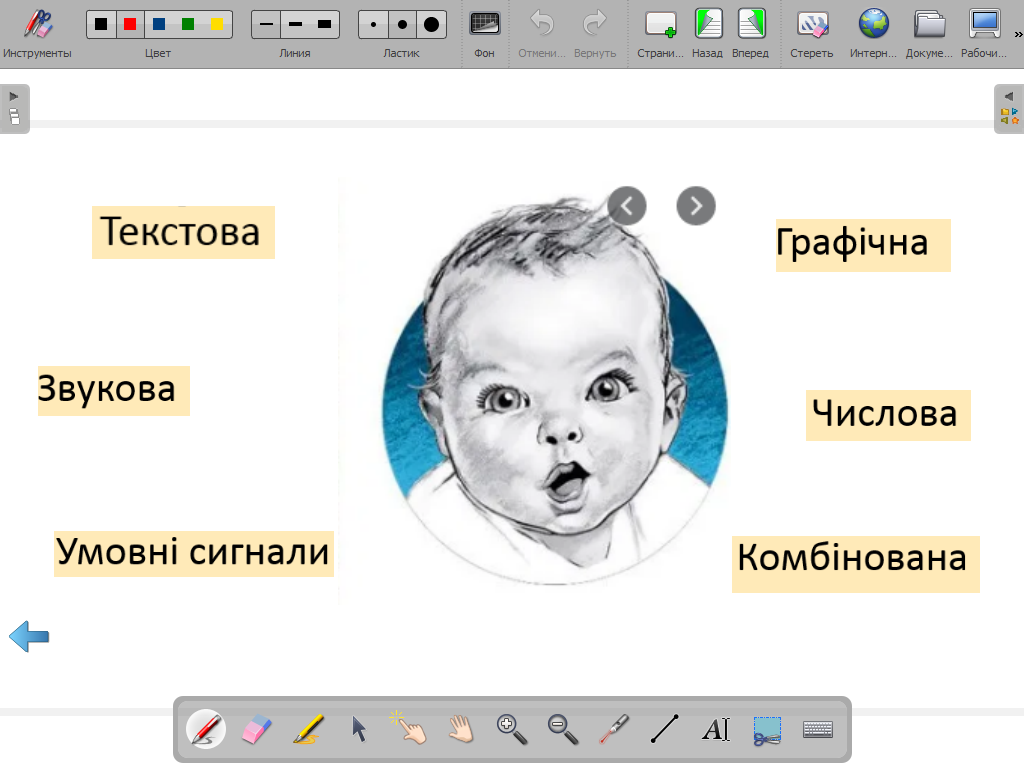 Инструменты
Цвет
Линия
Ластик
Фон
Отмени...
Вернуть
Страни...
Назад
Вперед
Стереть
Интерн...
Докуме...
Рабочи...
»
Текстова
Графічна
Звукова
Числова
Умовні сигнали
Комбінована
AI